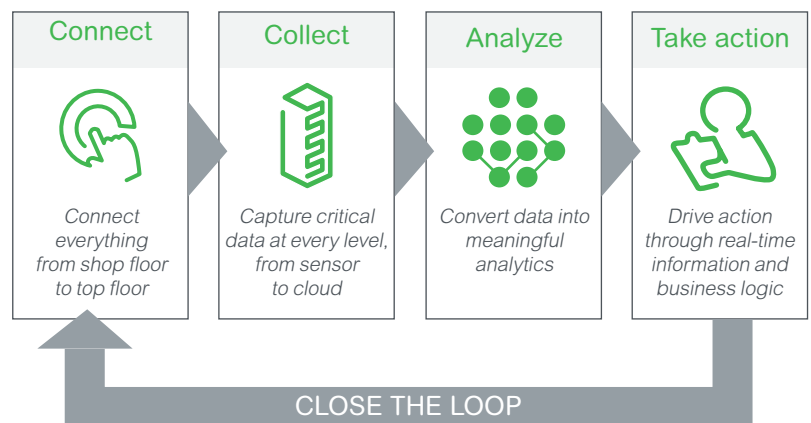 Connect
Connect
everything
from shop floor
to top floor
Collect
Capture critical
data at every level,
from sensor
to cloud
Analyze
Convert data into
meaningful
analytics
Take action
Drive action
through real-time
information and
business logic
CLOSE THE LOOP